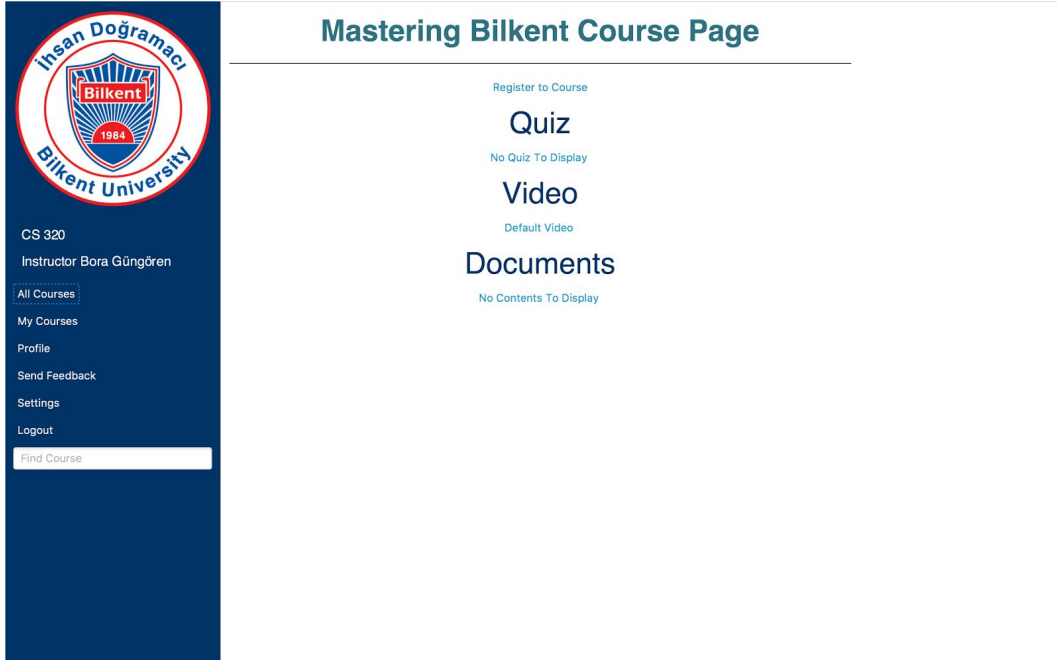 İhsan Doğramacı
Bilkent
1984
Bilkent University
CS 320
Instructor Bora Güngören
All Courses
My Courses
Profile
Send Feedback
Settings
Logout
Find Course
Mastering Bilkent Course Page
Register to Course
Quiz
No Quiz To Display
Video
Default Video
Documents
No Contents To Display